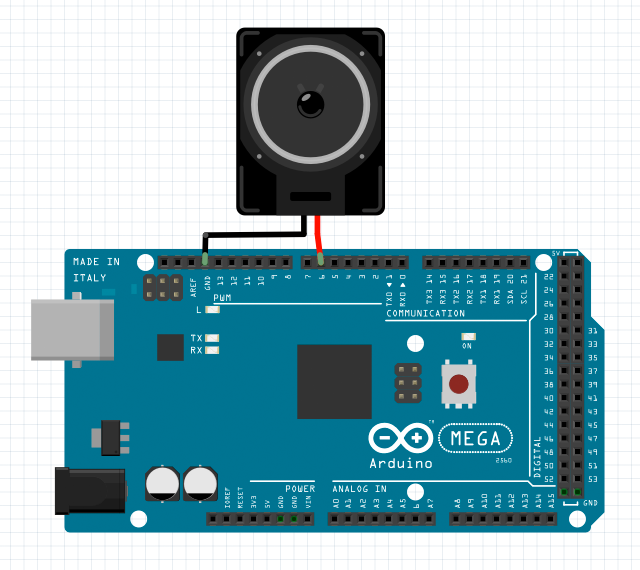 MADE IN
ITALY
AREF
GND
13
12
11
10
9
8
7
6
5
4
3
2
TX0 ◀ 1
RX0 ▶ 0
TX3 14
RX3 15
TX2 16
RX2 17
TX1 18
RX1 19
SDA 20
SCL 21
5V
22
24
26
28
30 31
32 33
34 35
36 37
38 39
40 41
42 43
44 45
46 47
48 49
50 51
52 53
GND
PWM
COMMUNICATION
L
TX
RX
ON
MEGA
2560
TM
Arduino
DIGITAL
POWER
ANALOG IN
IOREF
RESET
3V3
5V
GND
GND
VIN
A0
A1
A2
A3
A4
A5
6
A7
A8
A9
A10
A11
A12
A13
A14
A15